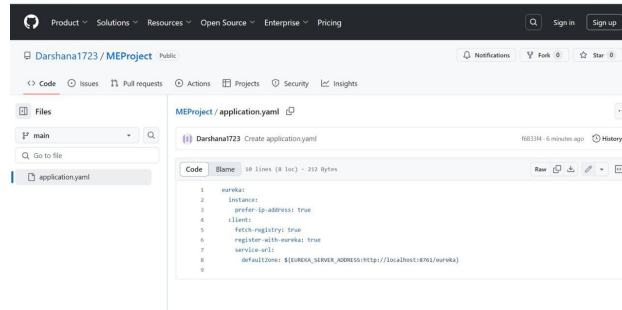 Product Solutions Resources Open Source Enterprise Pricing Sign in Sign up
Darshana1723 / MEProject Public Notifications Fork 0 Star 0
Code Issues Pull requests Actions Projects Security Insights
Files
main
Go to file
application.yaml
MEProject / application.yaml
Darshana1723 Create application.yaml f6833f4 · 6 minutes ago History
Code Blame 10 lines (8 loc) · 212 Bytes Raw
1 eureka:
2 instance:
3 prefer-ip-address: true
4 client:
5 fetch-registry: true
6 register-with-eureka: true
7 service-url:
8 defaultZone: ${EUREKA_SERVER_ADDRESS:http://localhost:8761/eureka}
9